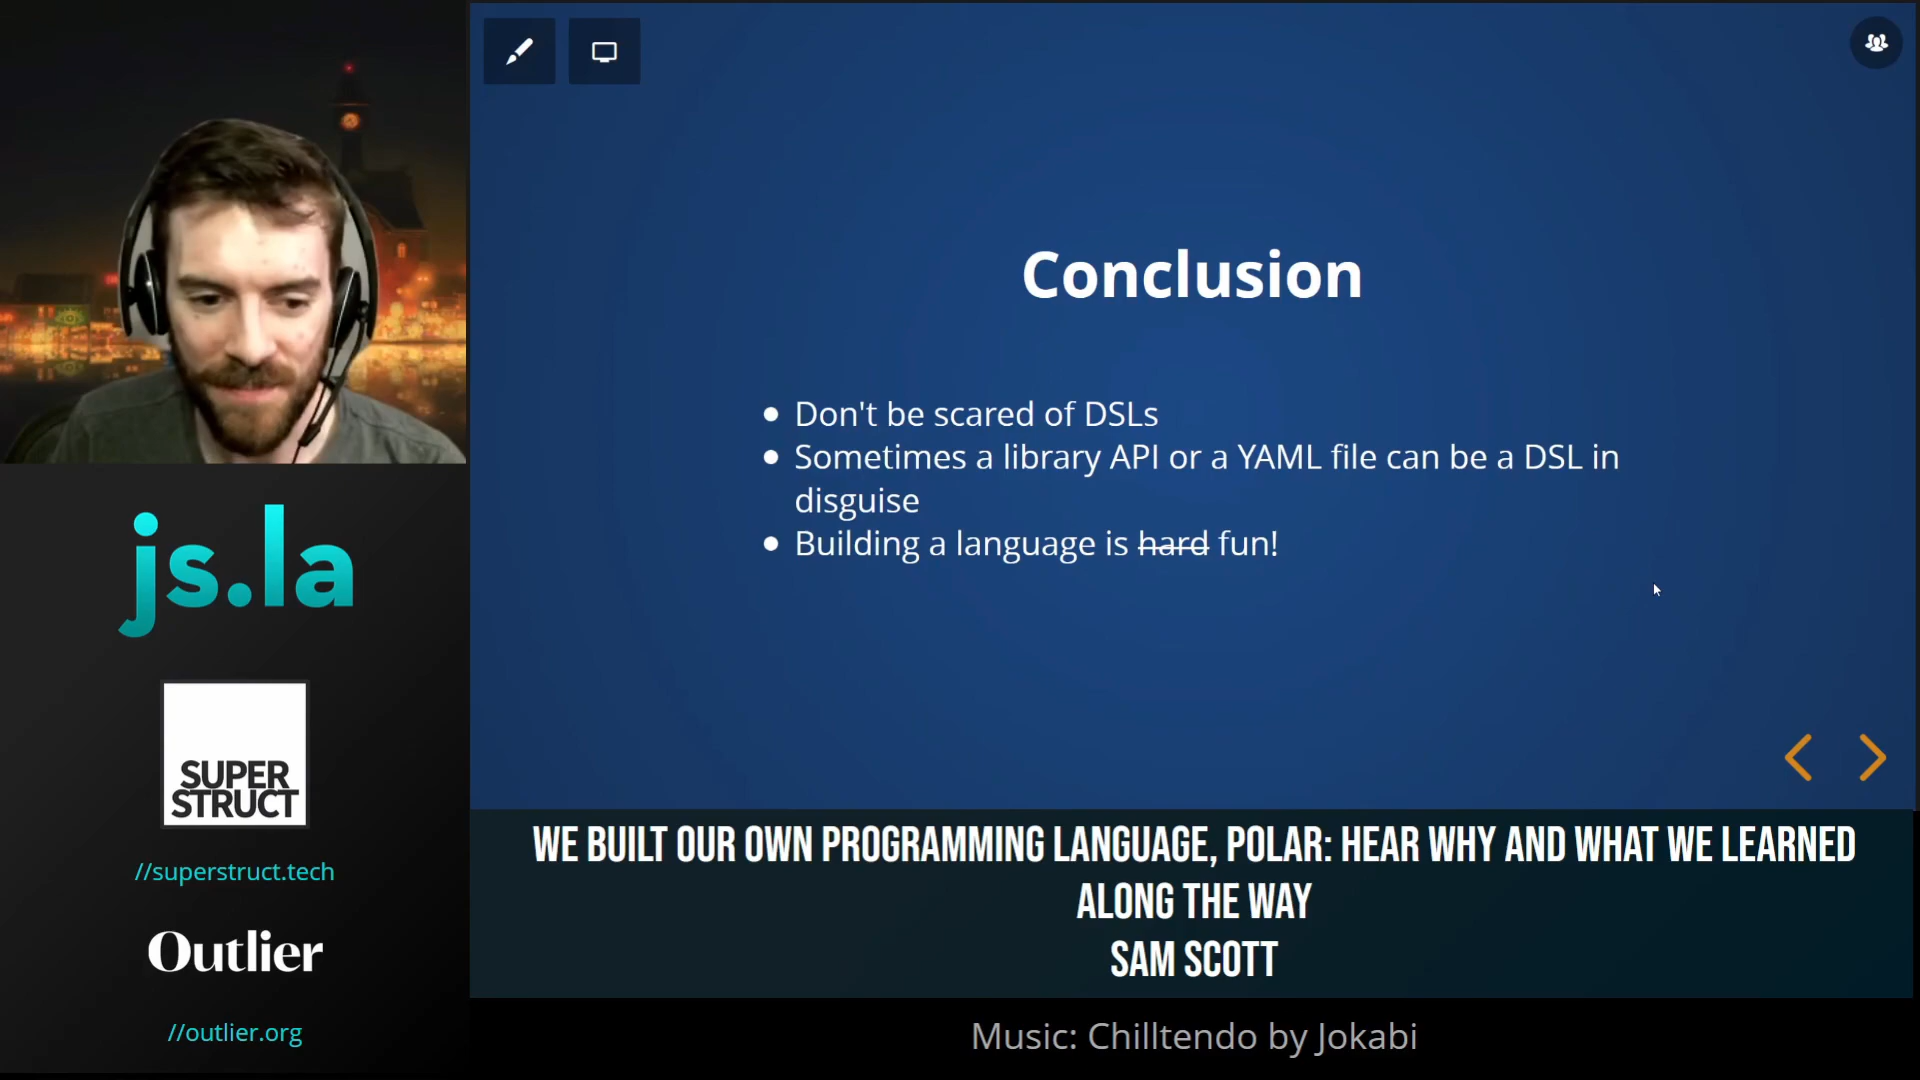 Conclusion
Don't be scared of DSLs
Sometimes a library API or a YAML file can be a DSL in
disguise
Building a language is hard fun!
js.la
SUPER
STRUCT
//superstruct.tech
Outlier
//outlier.org
WE BUILT OUR OWN PROGRAMMING LANGUAGE, POLAR: HEAR WHY AND WHAT WE LEARNED
ALONG THE WAY
SAM SCOTT
Music: Chilltendo by Jokabi